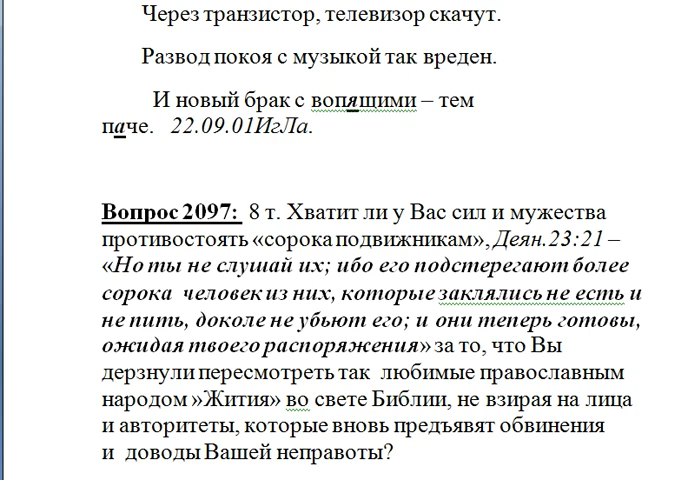 Через транзистор, телевизор скачут.
Развод покоя с музыкой так вреден.
И новый брак с вопящими – тем
паче. 22.09.01ИгЛа.
Вопрос 2097: 8 т. Хватит ли у Вас сил и мужества
противостоять «сорока подвижникам», Деян.23:21 –
«Но ты не слушай их; ибо его подстерегают более
сорока человек из них, которые заклялись не есть и
не пить, доколе не убьют его; и они теперь готовы,
ожидая твоего распоряжения» за то, что Вы
дерзнули пересмотреть так любимые православным
народом »Жития» во свете Библии, не взирая на лица
и авторитеты, которые вновь предъявят обвинения
и доводы Вашей неправоты?